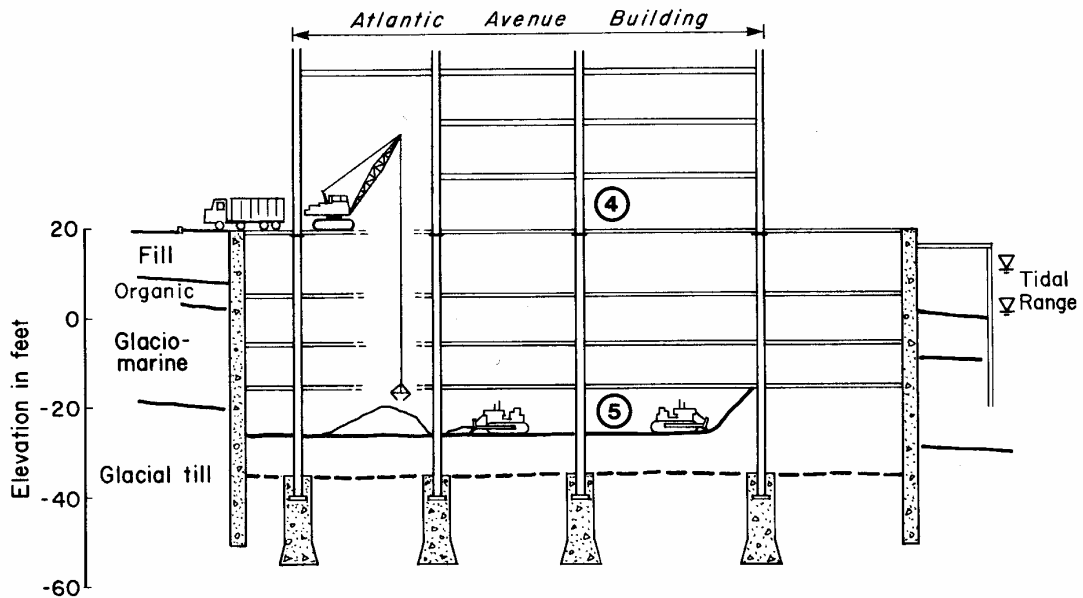 Atlantic Avenue Building
4
20
Fill
10
Organic
0
Glacio-
marine
Tidal
Range
-20
5
Glacial till
-40
-60
Elevation in feet